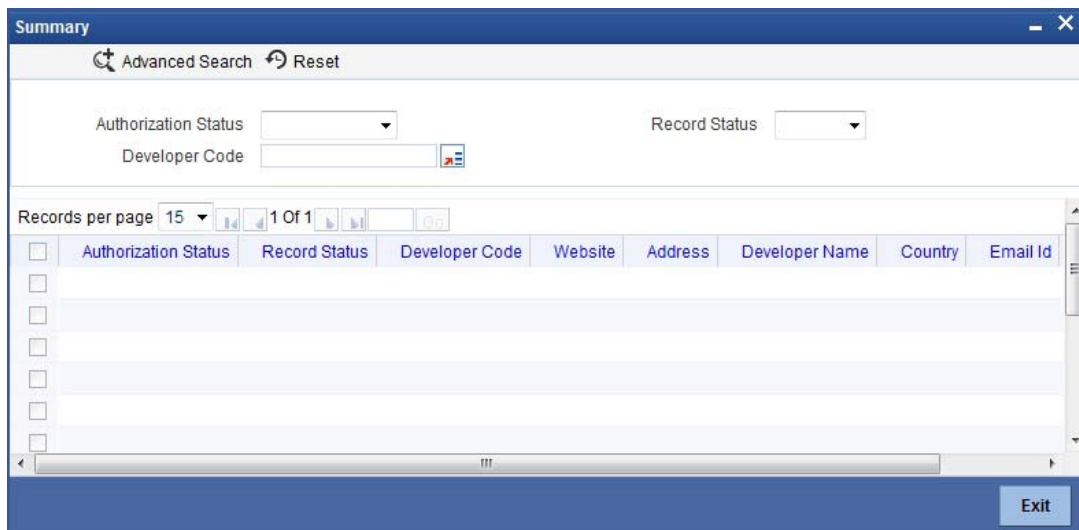 Summary
Advanced Search Reset
Authorization Status Record Status
Developer Code
Records per page 15 1 Of 1 Go
Authorization Status Record Status Developer Code Website Address Developer Name Country Email Id
Exit